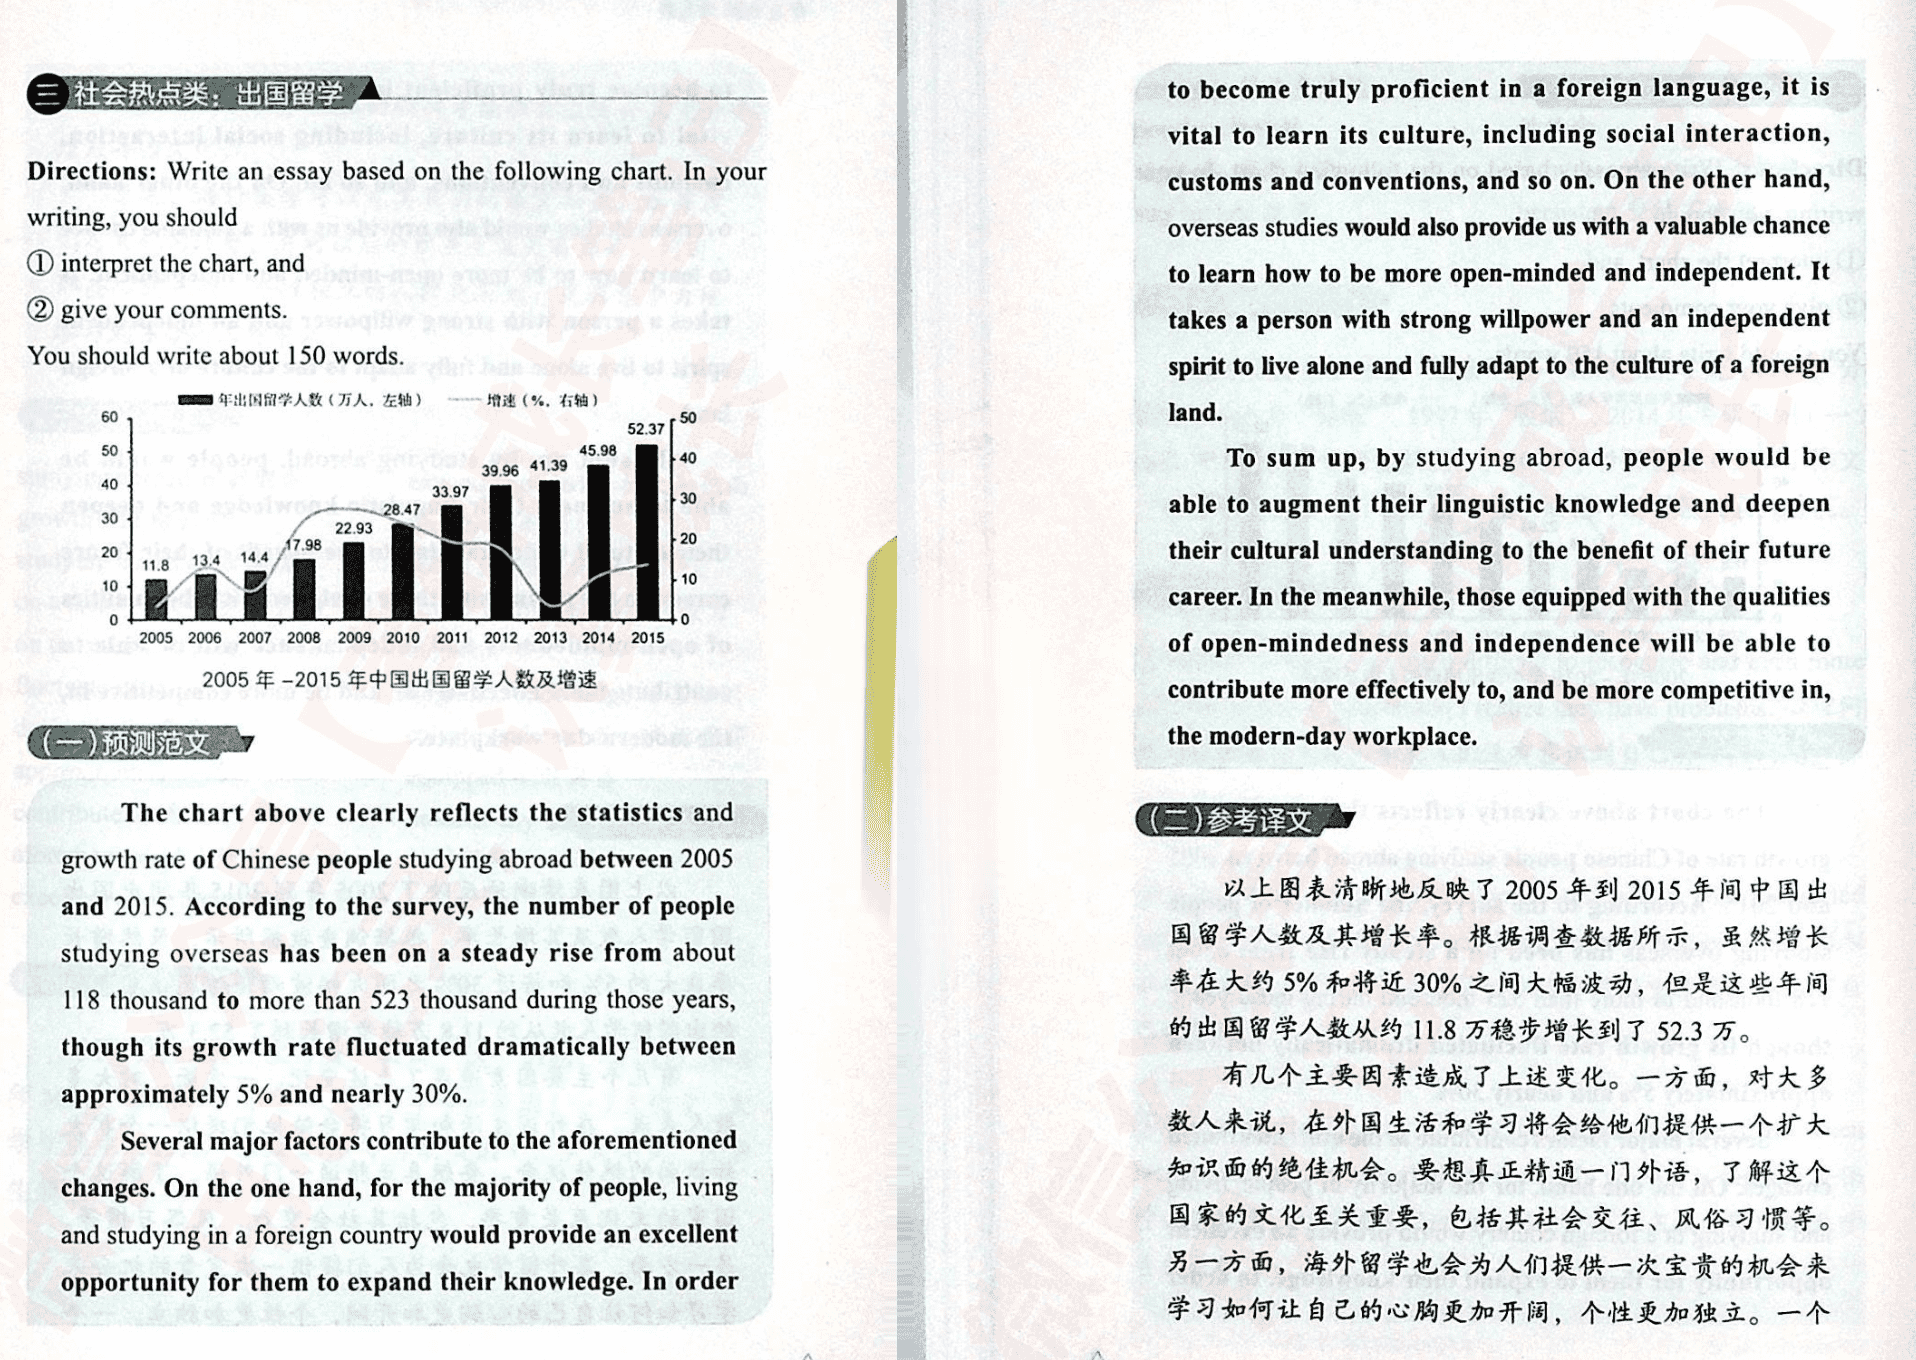 三 社会热点类：出国留学
Directions: Write an essay based on the following chart. In your
writing, you should
① interpret the chart, and
② give your comments.
You should write about 150 words.
年出国留学人数（万人，左轴） 增速（%，右轴）
60 50
50 40
40 30
30 20
20 10
10 0
0
11.8 13.4 14.4 17.98 22.93 28.47 33.97 39.96 41.39 45.98 52.37
2005 2006 2007 2008 2009 2010 2011 2012 2013 2014 2015
2005 年 -2015 年中国出国留学人数及增速
（一）预测范文
The chart above clearly reflects the statistics and
growth rate of Chinese people studying abroad between 2005
and 2015. According to the survey, the number of people
studying overseas has been on a steady rise from about
118 thousand to more than 523 thousand during those years,
though its growth rate fluctuated dramatically between
approximately 5% and nearly 30%.
Several major factors contribute to the aforementioned
changes. On the one hand, for the majority of people, living
and studying in a foreign country would provide an excellent
opportunity for them to expand their knowledge. In order
to become truly proficient in a foreign language, it is
vital to learn its culture, including social interaction,
customs and conventions, and so on. On the other hand,
overseas studies would also provide us with a valuable chance
to learn how to be more open-minded and independent. It
takes a person with strong willpower and an independent
spirit to live alone and fully adapt to the culture of a foreign
land.
To sum up, by studying abroad, people would be
able to augment their linguistic knowledge and deepen
their cultural understanding to the benefit of their future
career. In the meanwhile, those equipped with the qualities
of open-mindedness and independence will be able to
contribute more effectively to, and be more competitive in,
the modern-day workplace.
（二）参考译文
以上图表清晰地反映了 2005 年到 2015 年间中国出
国留学人数及其增长率。根据调查数据所示，虽然增长
率在大约 5% 和将近 30% 之间大幅波动，但是这些年间
的出国留学人数从约 11.8 万稳步增长到了 52.3 万。
有几个主要因素造成了上述变化。一方面，对大多
数人来说，在外国生活和学习将会给他们提供一个扩大
知识面的绝佳机会。要想真正精通一门外语，了解这个
国家的文化至关重要，包括其社会交往、风俗习惯等。
另一方面，海外留学也会为人们提供一次宝贵的机会来
学习如何让自己的心胸更加开阔，个性更加独立。一个